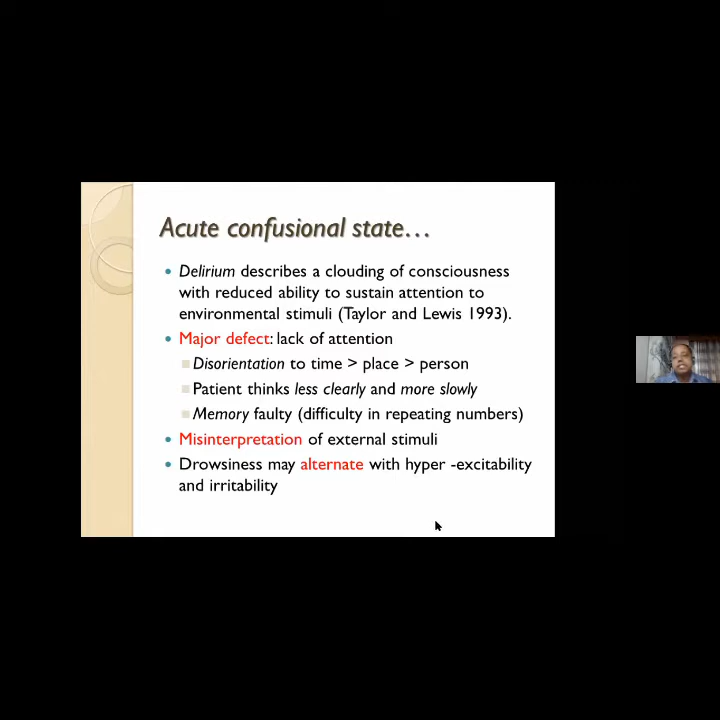 Acute confusional state...
• Delirium describes a clouding of consciousness
with reduced ability to sustain attention to
environmental stimuli (Taylor and Lewis 1993).
• Major defect: lack of attention
Disorientation to time > place > person
Patient thinks less clearly and more slowly
Memory faulty (difficulty in repeating numbers)
• Misinterpretation of external stimuli
• Drowsiness may alternate with hyper -excitability
and irritability